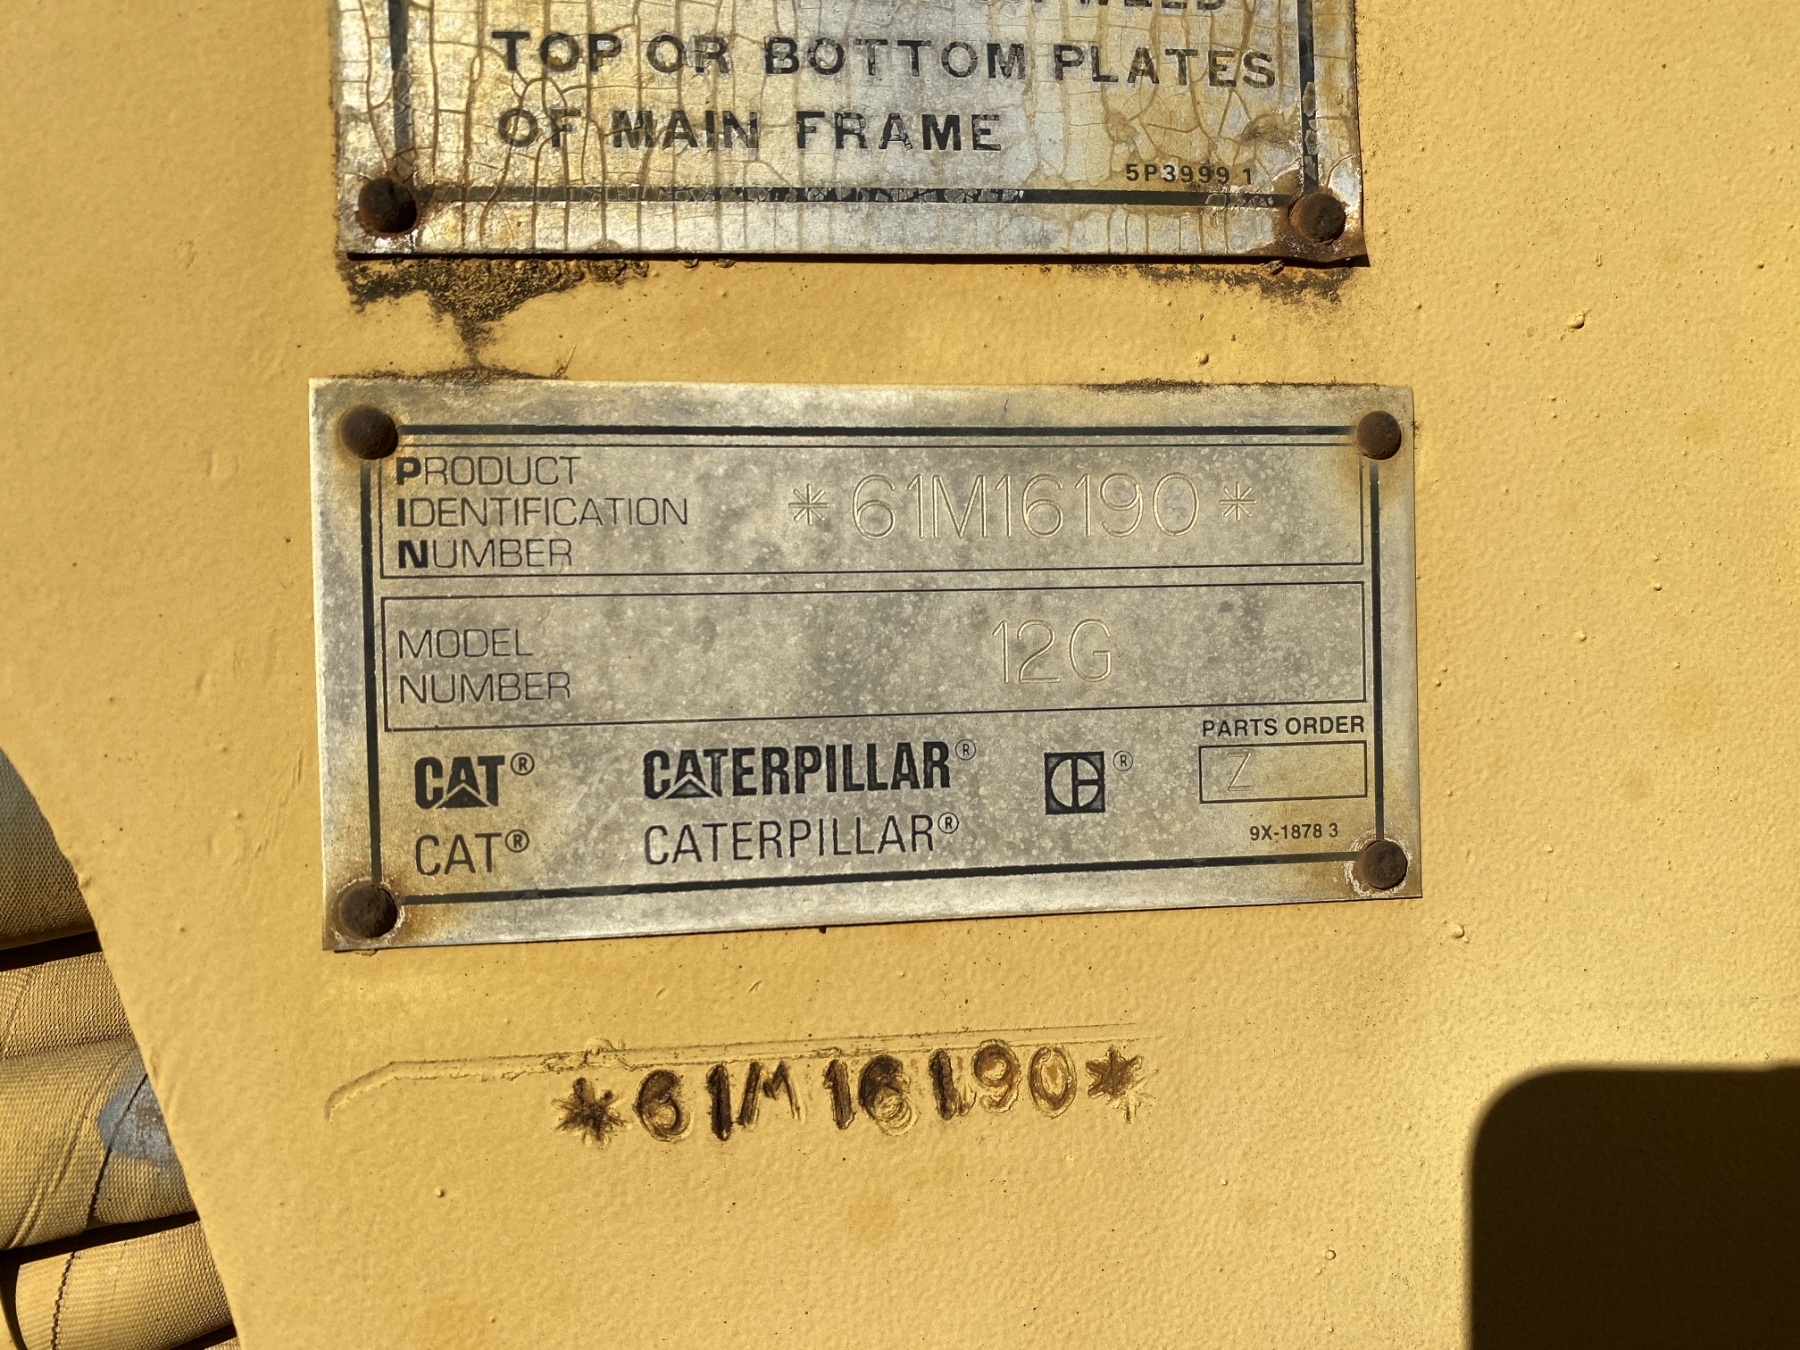 WELD
TOP OR BOTTOM PLATES
OF MAIN FRAME
5P3999 1
PRODUCT
IDENTIFICATION
NUMBER
*61M16190*
MODEL
NUMBER
12G
PARTS ORDER
Z
CAT® CATERPILLAR® ®
CAT® CATERPILLAR®
9X-1878 3
*61M16190*